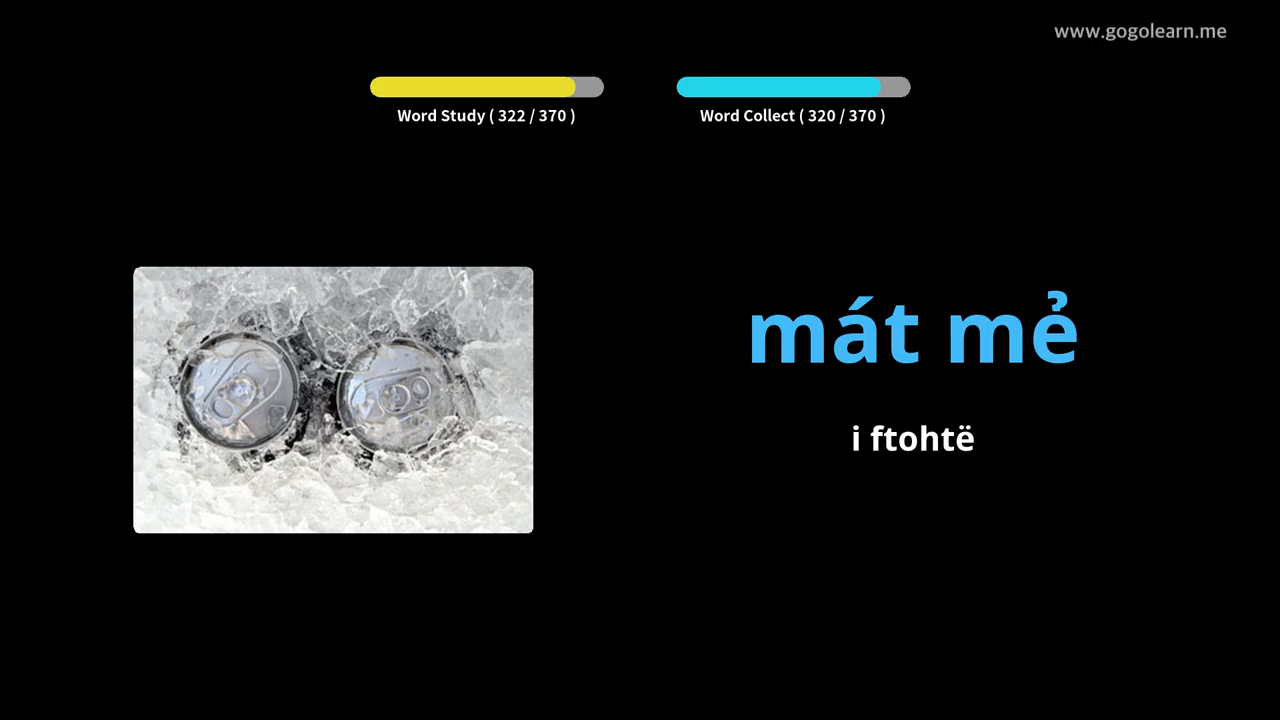 www.gogolearn.me
Word Study ( 322 / 370 )
Word Collect ( 320 / 370 )
mát mẻ
i ftohtë